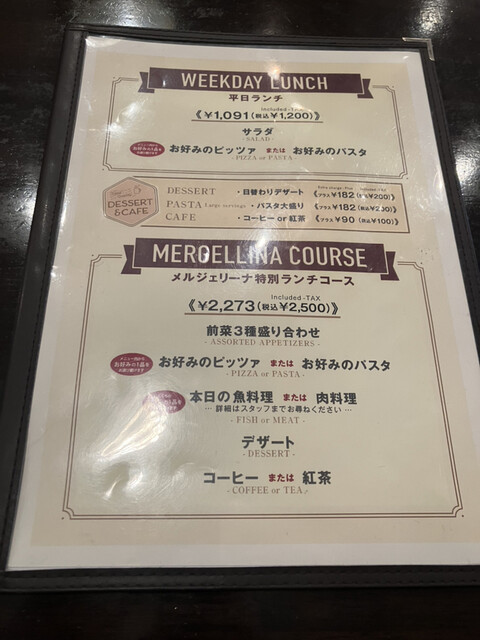 WEEKDAY LUNCH
平日ランチ
Included -TAX
《 ¥1,091 (税込 ¥1,200) 》
サラダ
- SALAD -
お好みのピッツァ または お好みのパスタ
- PIZZA or PASTA -
DESSERT
&CAFE
DESSERT ・日替わりデザート 《プラス ¥182 (税込 ¥200)》
PASTA Large servings ・パスタ大盛り 《プラス ¥182 (税込 ¥200)》
CAFE ・コーヒー or 紅茶 《プラス ¥90 (税込 ¥100)》
MERGELLINA COURSE
メルジェリーナ特別ランチコース
Included -TAX
《 ¥2,273 (税込 ¥2,500) 》
前菜3種盛り合わせ
- ASSORTED APPETIZERS -
お好みのピッツァ または お好みのパスタ
- PIZZA or PASTA -
本日の魚料理 または 肉料理
… 詳細はスタッフまでお尋ねください …
- FISH or MEAT -
デザート
- DESSERT -
コーヒー または 紅茶
- COFFEE or TEA -